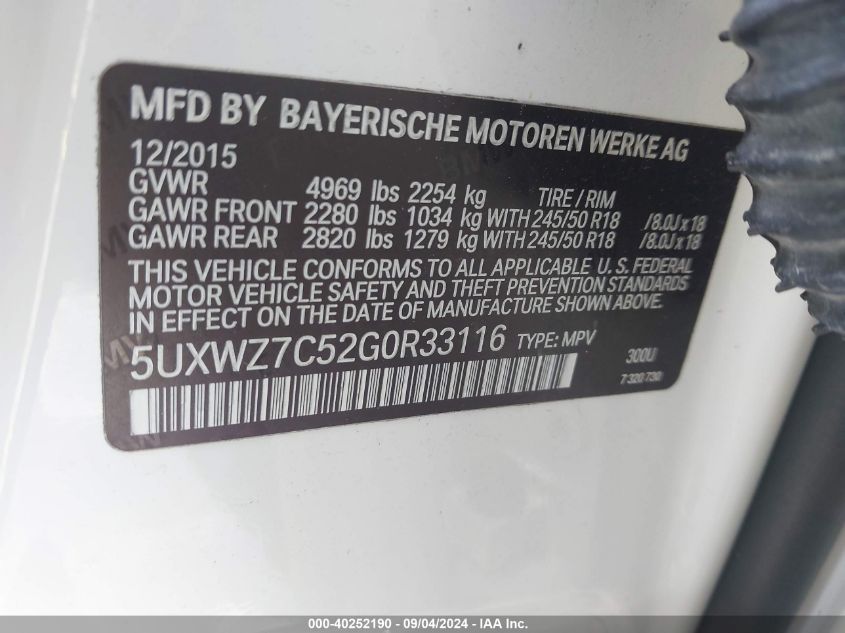 MFD BY BAYERISCHE MOTOREN WERKE AG
12/2015
GVWR 4969 lbs 2254 kg TIRE / RIM
GAWR FRONT 2280 lbs 1034 kg WITH 245/50 R18 /8.0J x 18
GAWR REAR 2820 lbs 1279 kg WITH 245/50 R18 /8.0J x 18
THIS VEHICLE CONFORMS TO ALL APPLICABLE U.S. FEDERAL
MOTOR VEHICLE SAFETY AND THEFT PREVENTION STANDARDS
IN EFFECT ON THE DATE OF MANUFACTURE SHOWN ABOVE.
5UXWZ7C52G0R33116 TYPE: MPV 300U
7 320 730
000-40252190 - 09/04/2024 - IAA Inc.